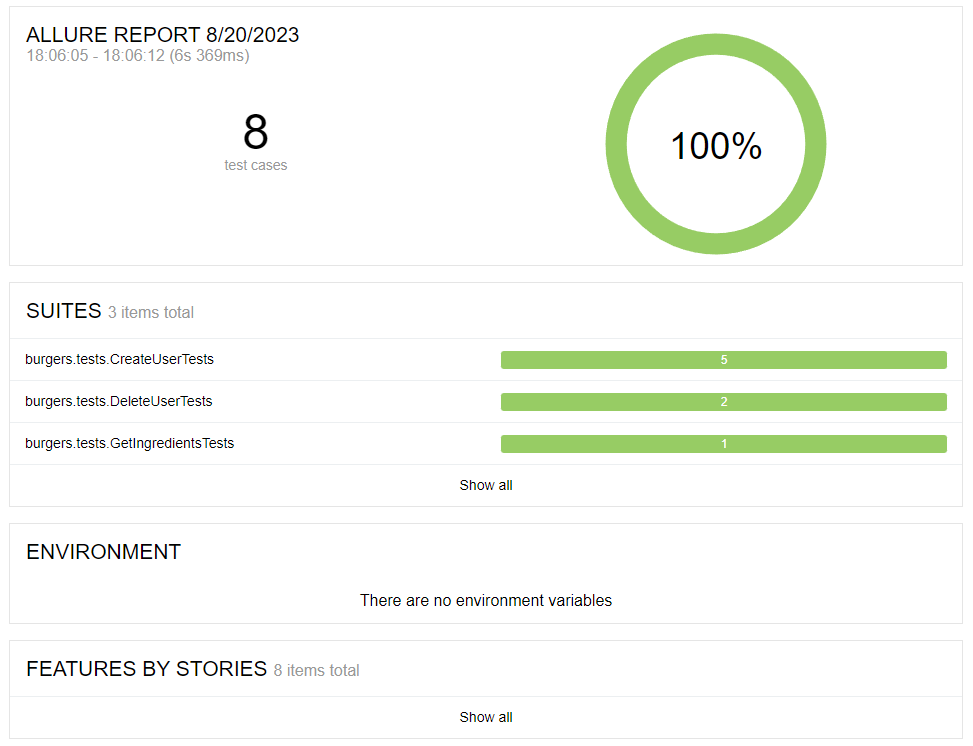 ALLURE REPORT 8/20/2023
18:06:05 - 18:06:12 (6s 369ms)
8
test cases
100%
SUITES 3 items total
burgers.tests.CreateUserTests 5
burgers.tests.DeleteUserTests 2
burgers.tests.GetIngredientsTests 1
Show all
ENVIRONMENT
There are no environment variables
FEATURES BY STORIES 8 items total
Show all